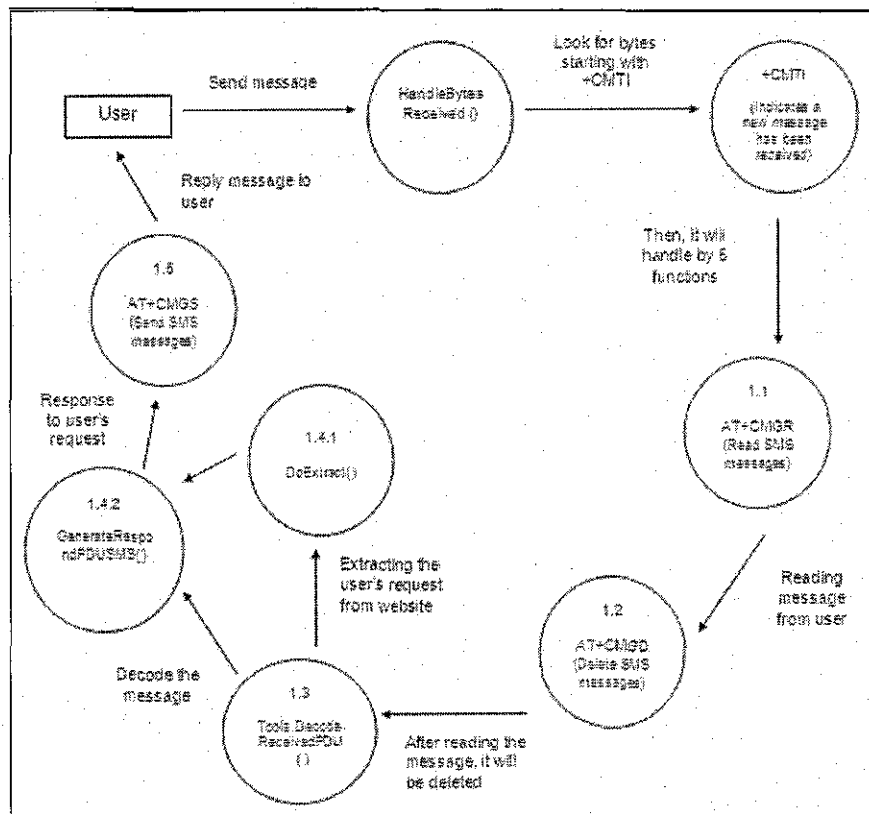 User
Send message
HandleBytes
Received ()
Look for bytes
starting with
+CMTI
+CMTI
(Indicates a
new message
has been
received)
Then, it will
handle by 6
functions
1.1
AT+CMGR
(Read SMS
messages)
Reading
message
from user
1.2
AT+CMGD
(Delete SMS
messages)
After reading the
message, it will
be deleted
1.3
Tools.Decode
ReceivedPDU
()
Decode the
message
Extracting the
user's request
from website
1.4.1
DoExtract()
1.4.2
GenerateRespo
ndPDUSMS()
Response
to user's
request
1.5
AT+CMGS
(Send SMS
messages)
Reply message to
user